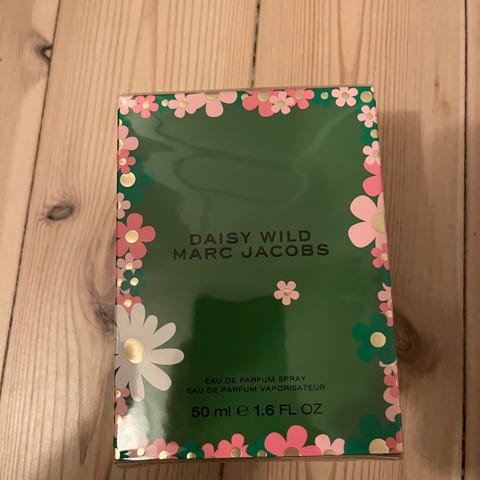 DAISY WILD
MARC JACOBS
EAU DE PARFUM SPRAY
EAU DE PARFUM VAPORISATEUR
50 ml ℮ 1.6 FL OZ